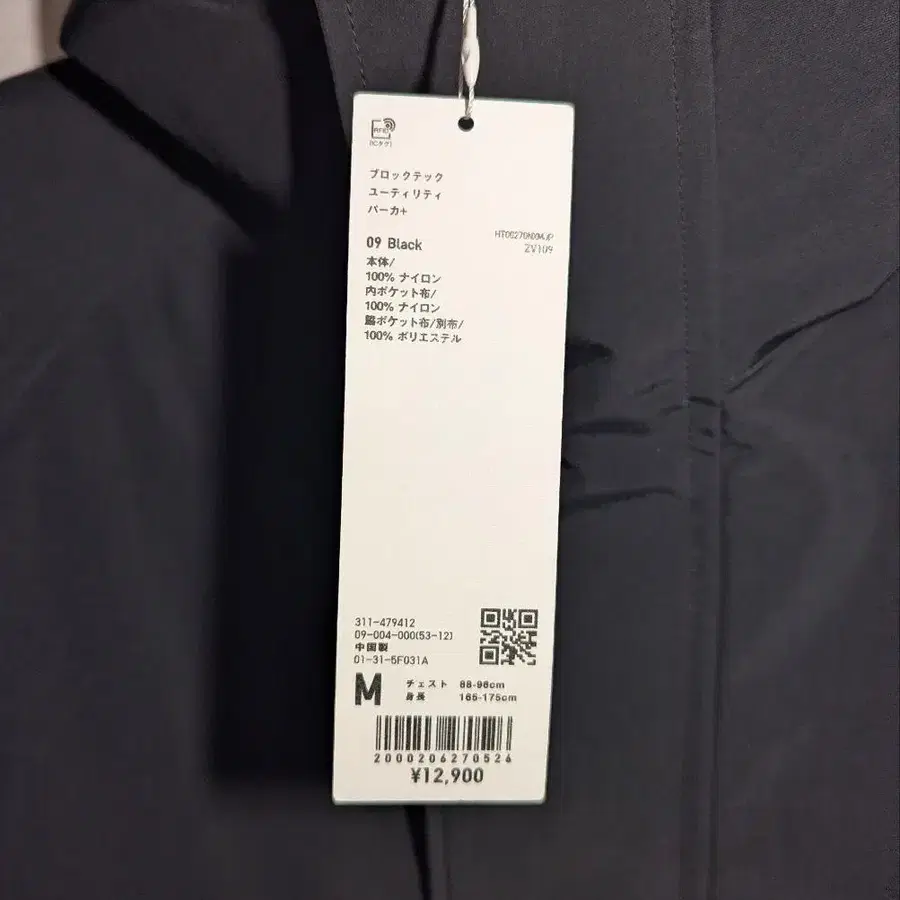 RFID
(ICタグ)
ブロックテック
ユーティリティ
パーカ+
09 Black
ZV109
本体/
100% ナイロン
内ポケット布/
100% ナイロン
脇ポケット布/別布/
100% ポリエステル
311-479412
09-004-000(53-12)
中国製
01-31-5F031A
M
チェスト 88-96cm
身長 165-175cm
2000206270526
¥12,900